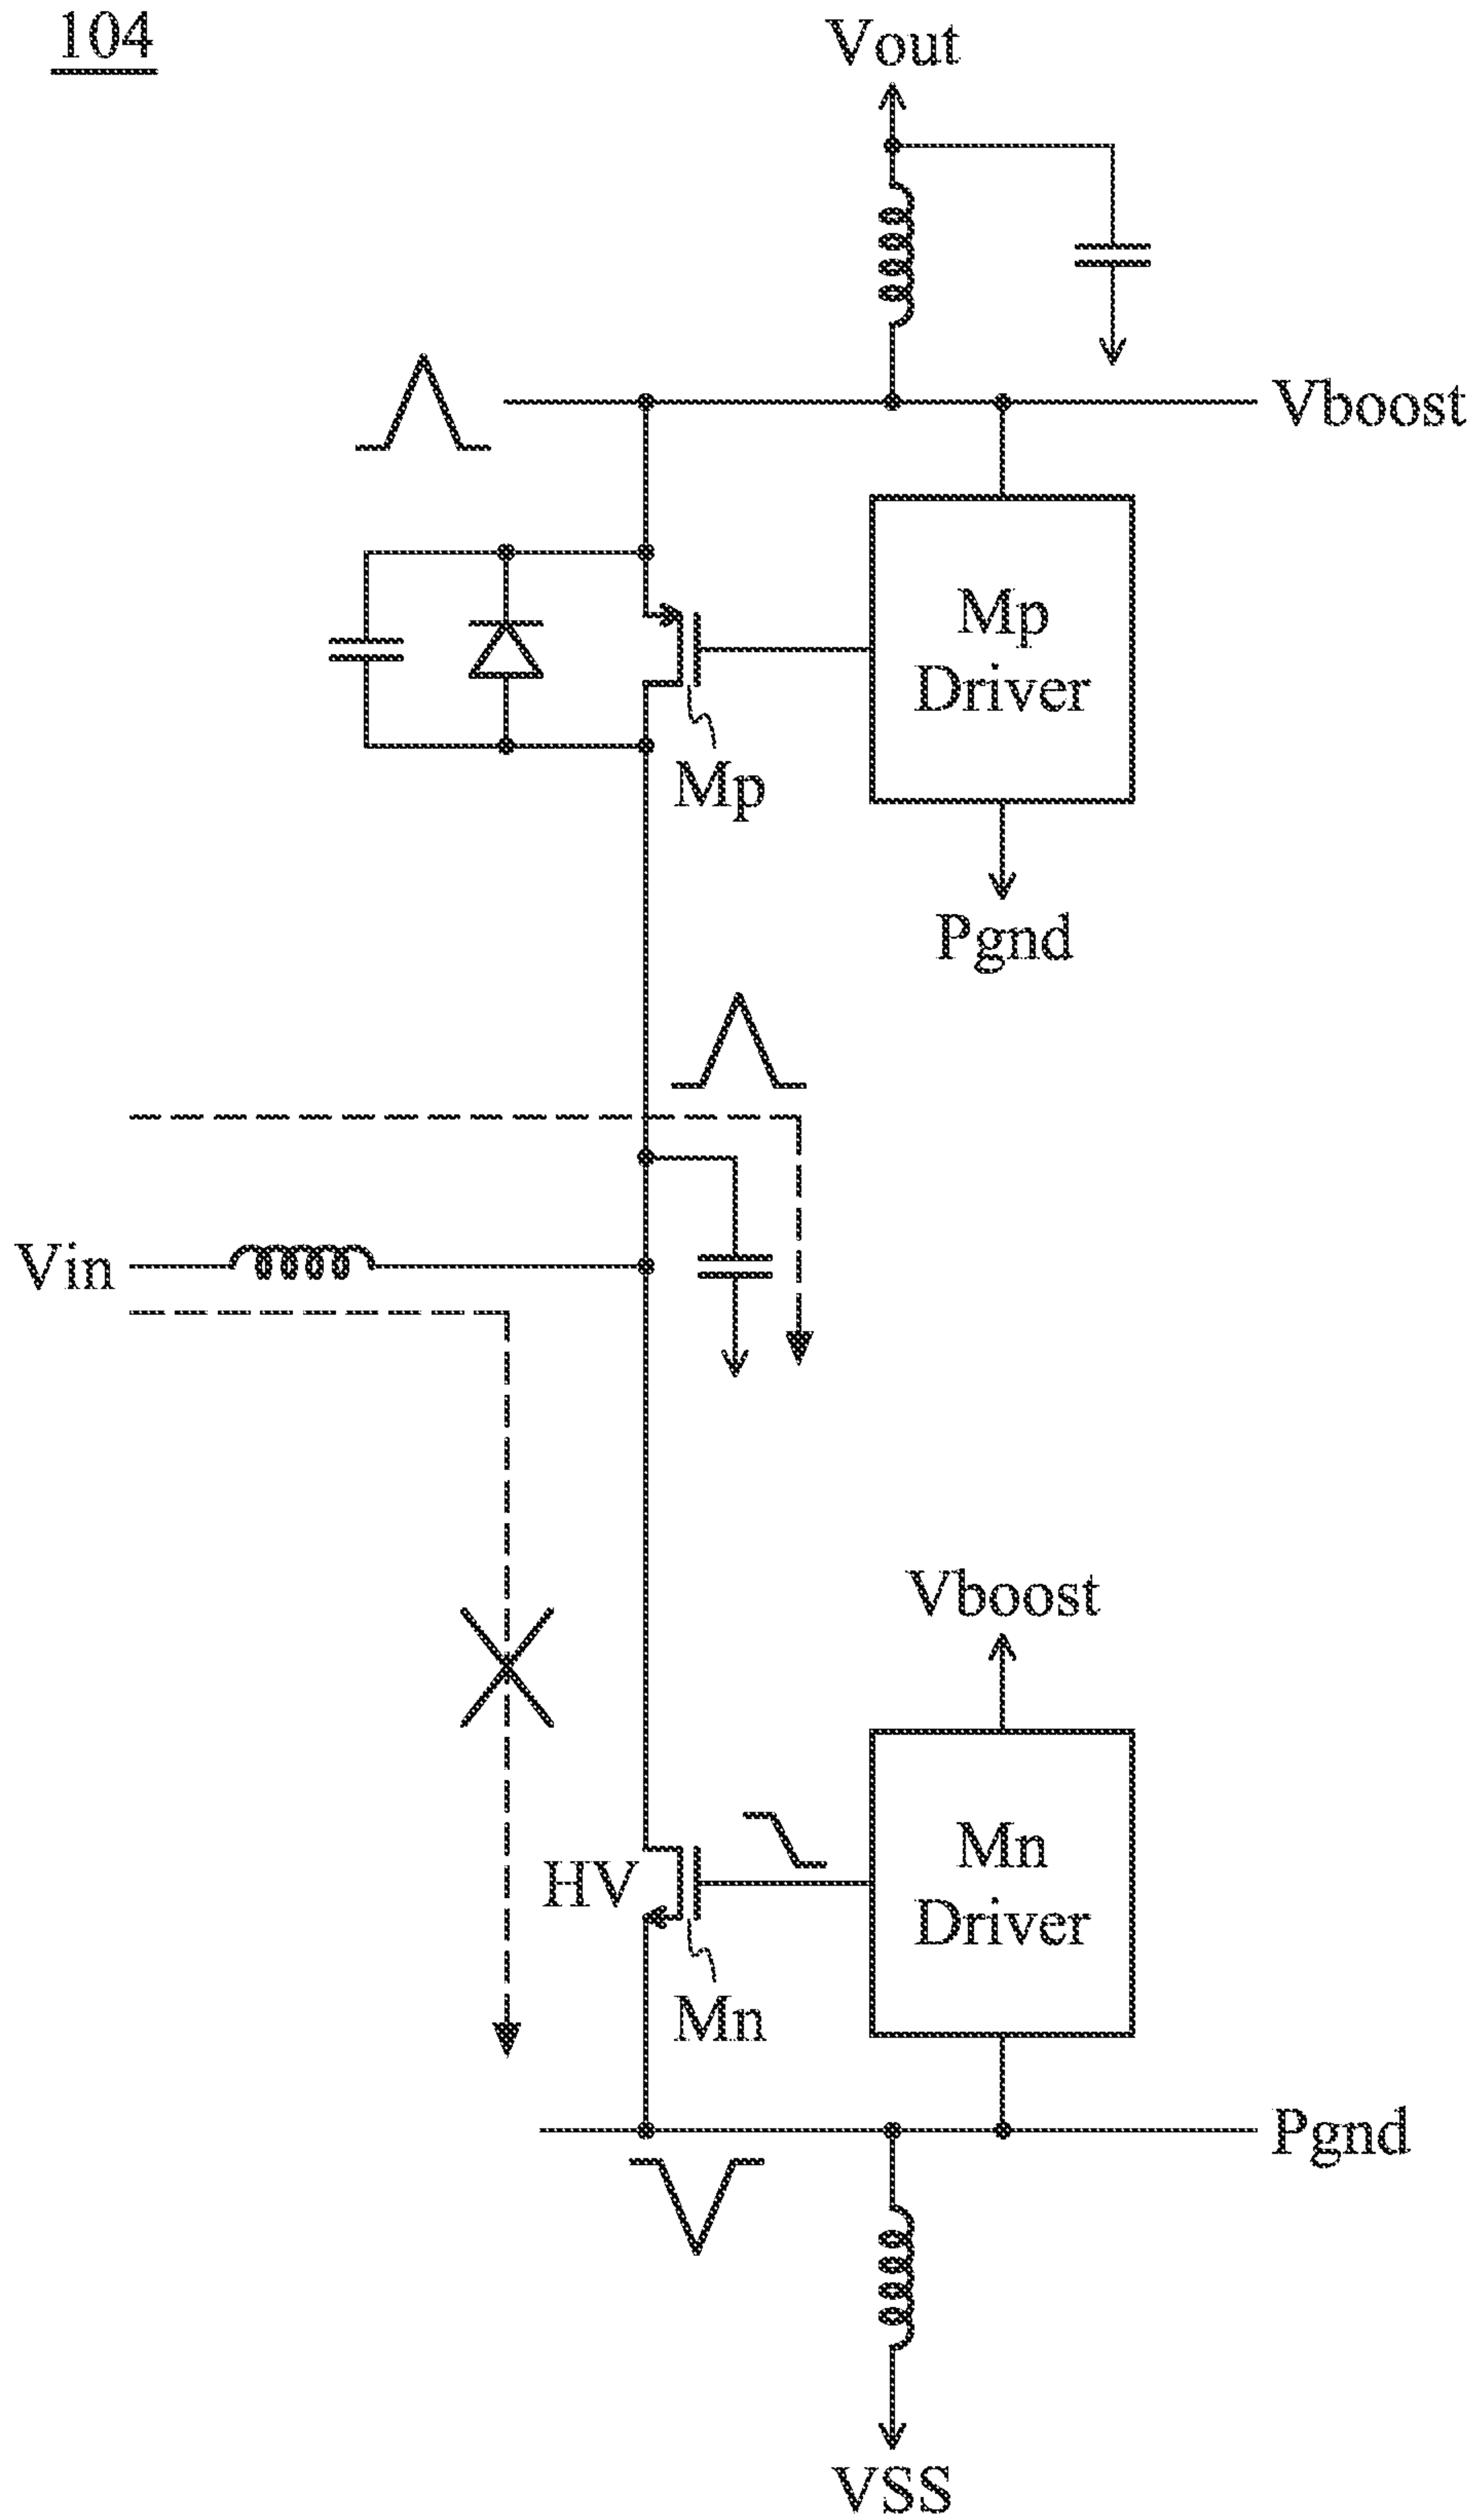 104
Vout
Vboost
Mp
Driver
Mp
Pgnd
Vin
Vboost
HV
Mn
Driver
Mn
Pgnd
VSS